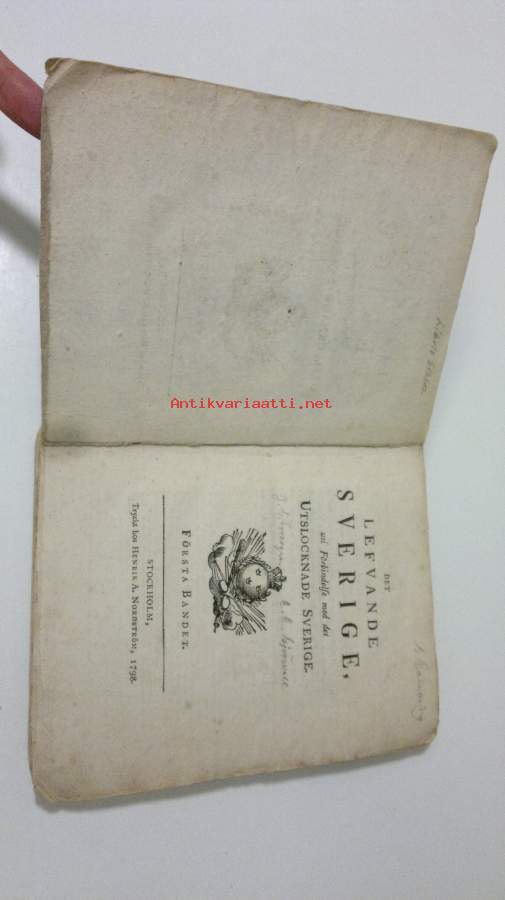 DET
LEFVANDE
SVERIGE,
uti Förbindelſe med det
UTSLOCKNADE SVERIGE.
FÖRSTA BANDET.
STOCKHOLM,
Tryckt hos HENRIK A. NORDSTRÖM, 1798.
Antikvariaatti.net